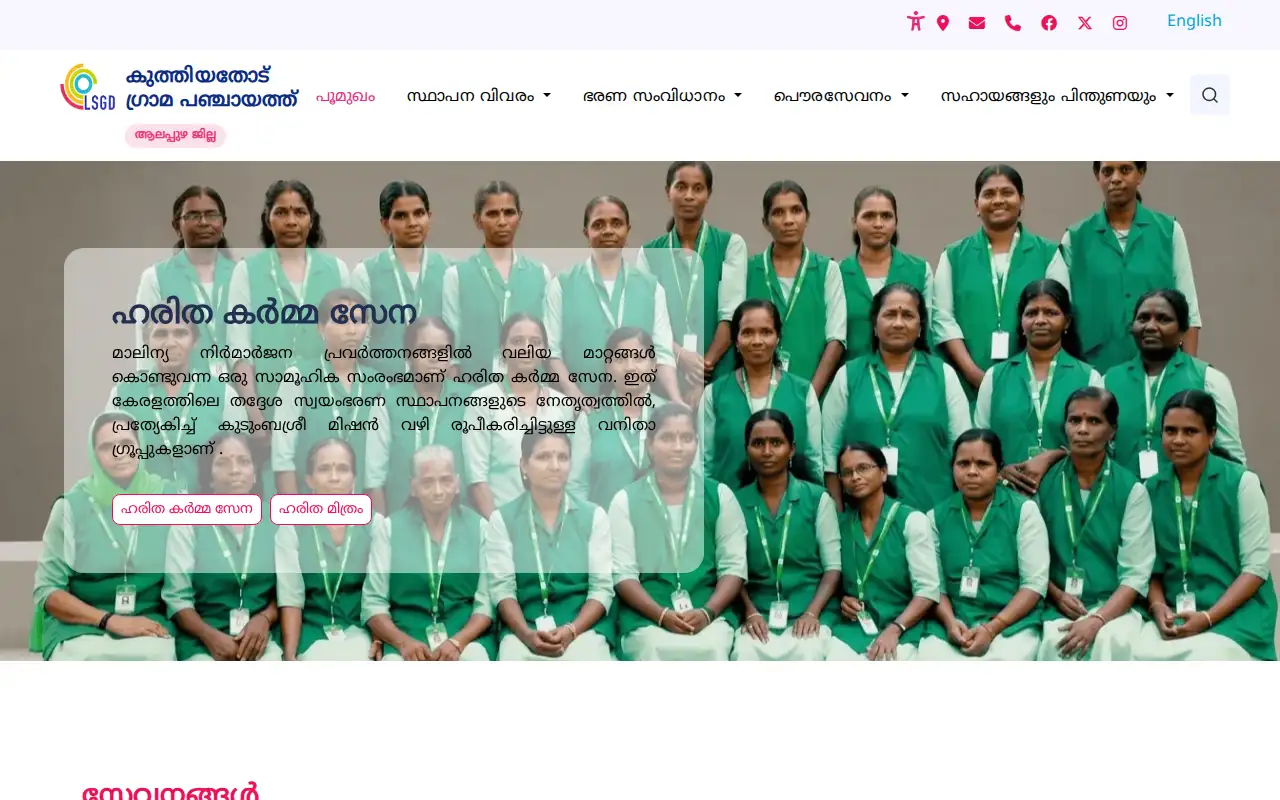 English
കുത്തിയതോട്
ഗ്രാമ പഞ്ചായത്ത്
LSGD
ആലപ്പുഴ ജില്ല
പൂമുഖം സ്ഥാപന വിവരം ഭരണ സംവിധാനം പൌരസേവനം സഹായങ്ങളും പിന്തുണയും
ഹരിത കർമ്മ സേന
മാലിന്യ നിർമാർജന പ്രവർത്തനങ്ങളിൽ വലിയ മാറ്റങ്ങൾ
കൊണ്ടുവന്ന ഒരു സാമൂഹിക സംരംഭമാണ് ഹരിത കർമ്മ സേന. ഇത്
കേരളത്തിലെ തദ്ദേശ സ്വയംഭരണ സ്ഥാപനങ്ങളുടെ നേതൃത്വത്തിൽ,
പ്രത്യേകിച്ച് കുടുംബശ്രീ മിഷൻ വഴി രൂപീകരിച്ചിട്ടുള്ള വനിതാ
ഗ്രൂപ്പുകളാണ് .
ഹരിത കർമ്മ സേന ഹരിത മിത്രം
സേവനങ്ങൾ